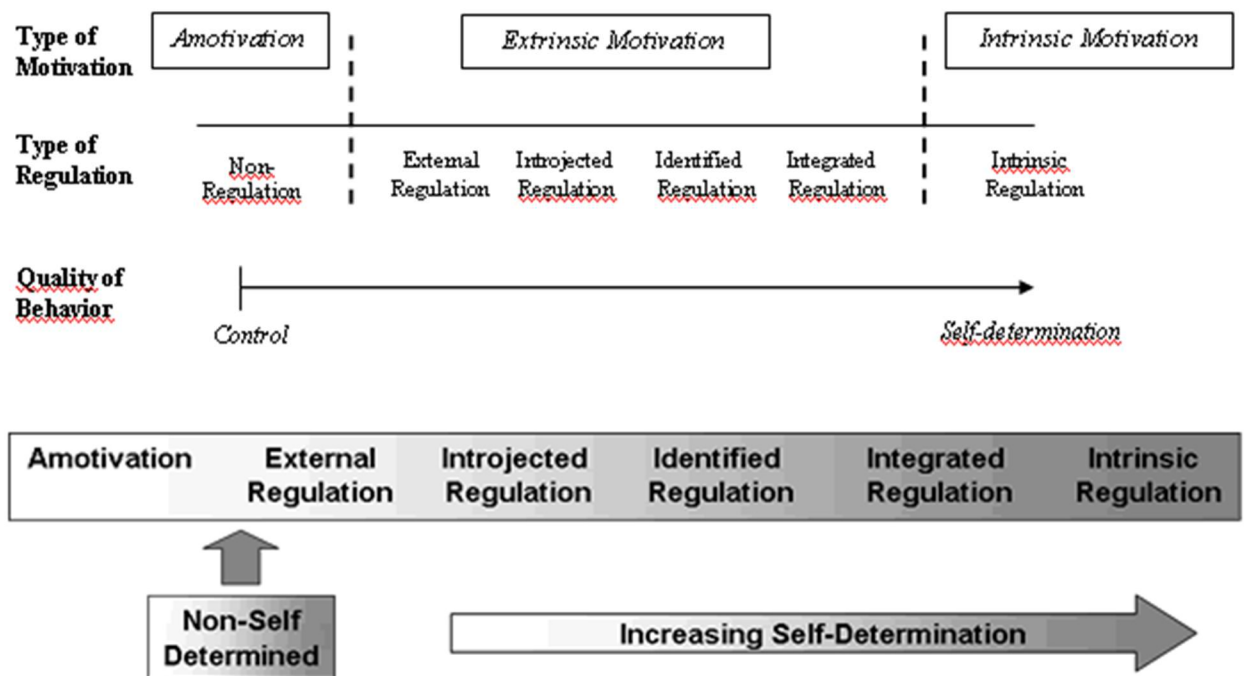 Type of
Motivation
Amotivation
Extrinsic Motivation
Intrinsic Motivation
Type of
Regulation
Non-
Regulation
External
Regulation
Introjected
Regulation
Identified
Regulation
Integrated
Regulation
Intrinsic
Regulation
Quality of
Behavior
Control
Self-determination
Amotivation
External
Regulation
Introjected
Regulation
Identified
Regulation
Integrated
Regulation
Intrinsic
Regulation
Non-Self
Determined
Increasing Self-Determination